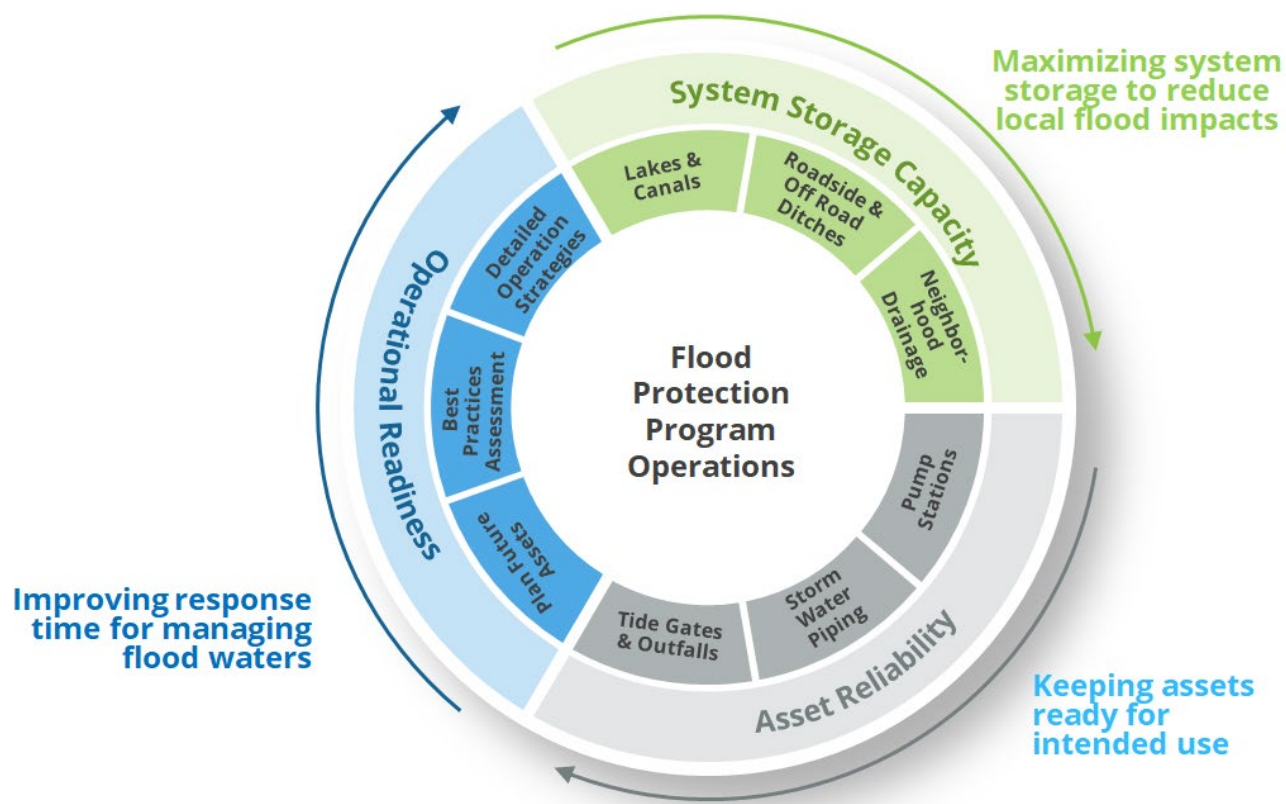 System Storage Capacity
Maximizing system
storage to reduce
local flood impacts
Lakes &
Canals
Roadside &
Off Road
Ditches
Neighbor-
hood
Drainage
Flood
Protection
Program
Operations
Pump
Stations
Storm
Water
Piping
Tide Gates
& Outfalls
Asset Reliability
Keeping assets
ready for
intended use
Operational Readiness
Detailed
Operation
Strategies
Best
Practices
Assessment
Plan Future
Assets
Improving response
time for managing
flood waters